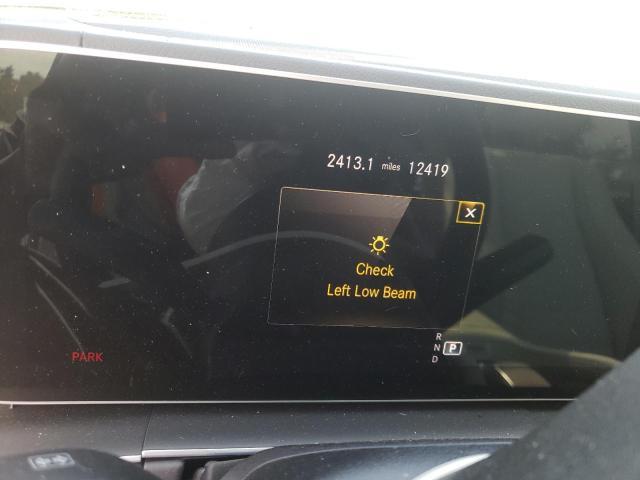 2413.1 miles 12419
X
Check
Left Low Beam
R
N P
D
PARK